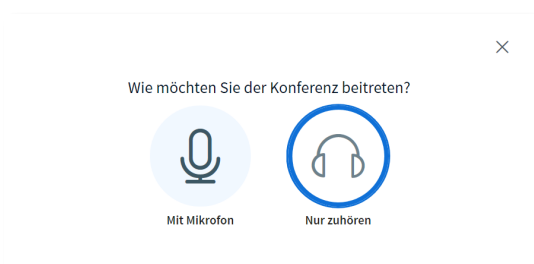 Wie möchten Sie der Konferenz beitreten?
Mit Mikrofon
Nur zuhören